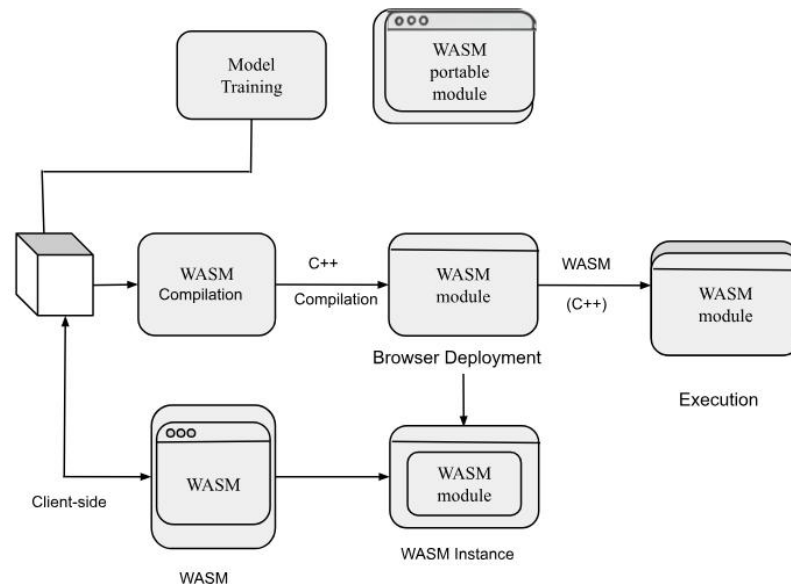 Model
Training
WASM
portable
module
WASM
Compilation
C++
Compilation
WASM
module
WASM
(C++)
WASM
module
Browser Deployment
Execution
Client-side
WASM
WASM
WASM
module
WASM Instance